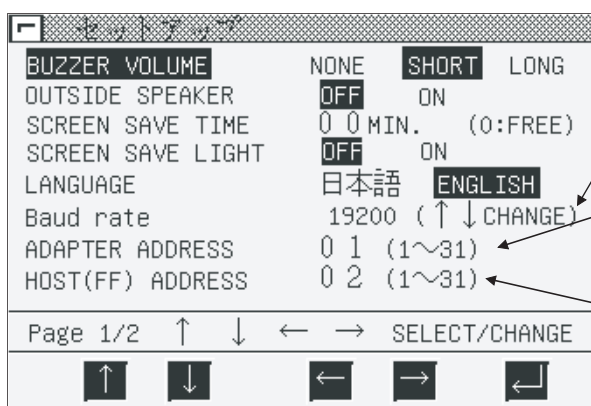 セットアップ
BUZZER VOLUME NONE SHORT LONG
OUTSIDE SPEAKER OFF ON
SCREEN SAVE TIME 0 0 MIN. (0:FREE)
SCREEN SAVE LIGHT OFF ON
LANGUAGE 日本語 ENGLISH
Baud rate 19200 (↑↓CHANGE)
ADAPTER ADDRESS 0 1 (1～31)
HOST(FF) ADDRESS 0 2 (1～31)
Page 1/2 ↑ ↓ ← → SELECT/CHANGE
↑ ↓ ← → ↵